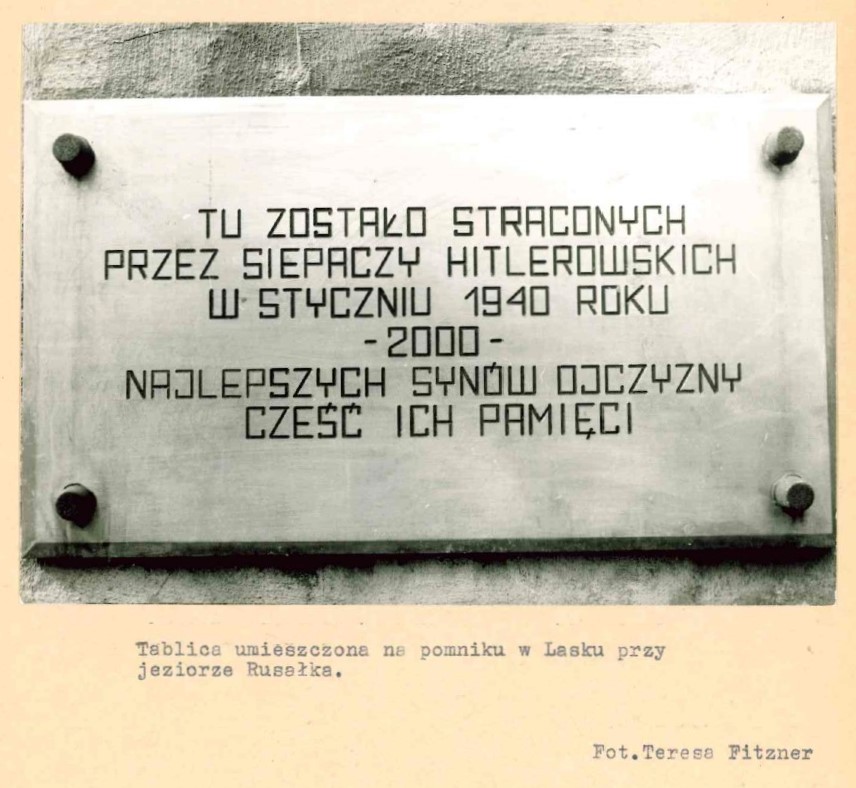 TU ZOSTAŁO STRACONYCH
PRZEZ SIEPACZY HITLEROWSKICH
W STYCZNIU 1940 ROKU
-2000-
NAJLEPSZYCH SYNÓW OJCZYZNY
CZEŚĆ ICH PAMIĘCI
Tablica umieszczona na pomniku w Lasku przy
jeziorze Rusałka.
Fot.Teresa Fitzner